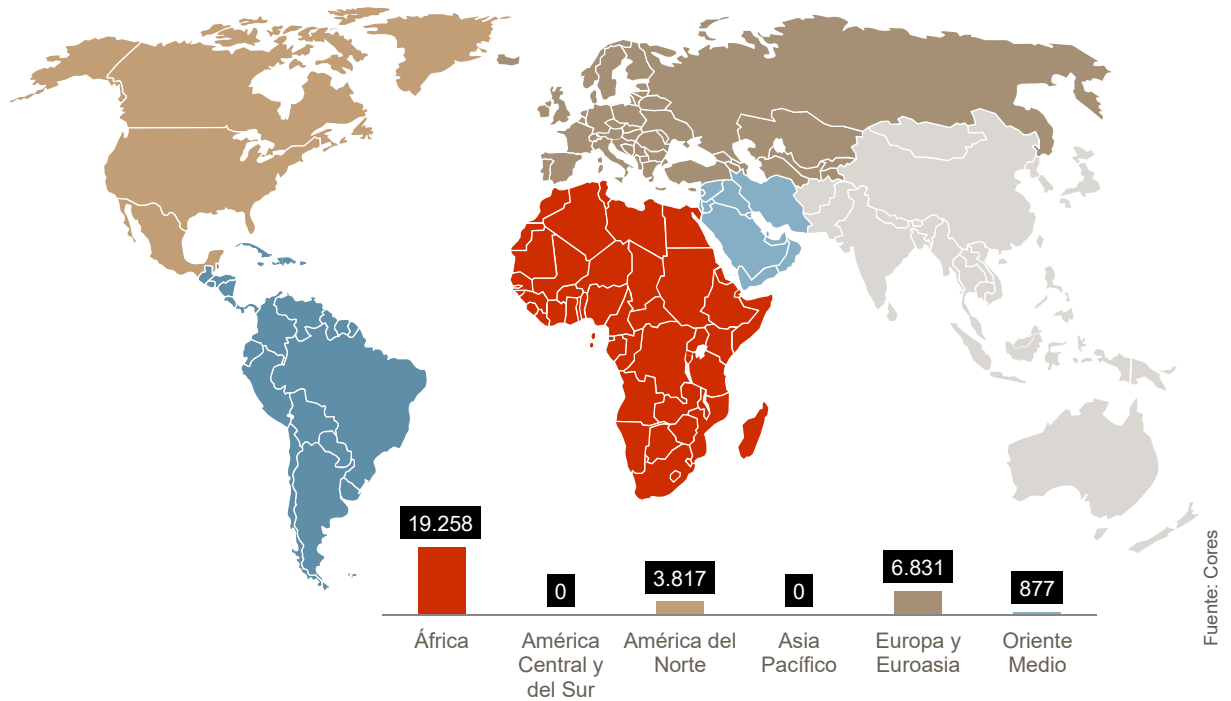 19.258
0
3.817
0
6.831
877
África
América
Central y
del Sur
América del
Norte
Asia
Pacífico
Europa y
Euroasia
Oriente
Medio
Fuente: Cores